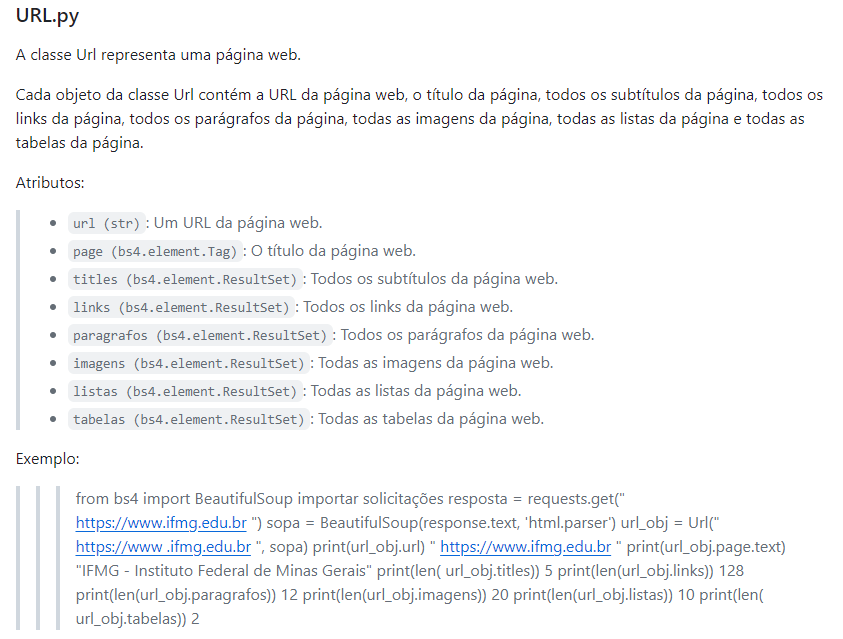 URL.py
A classe Url representa uma página web.
Cada objeto da classe Url contém a URL da página web, o título da página, todos os subtítulos da página, todos os
links da página, todos os parágrafos da página, todas as imagens da página, todas as listas da página e todas as
tabelas da página.
Atributos:
url (str): Um URL da página web.
page (bs4.element.Tag): O título da página web.
titles (bs4.element.ResultSet): Todos os subtítulos da página web.
links (bs4.element.ResultSet): Todos os links da página web.
paragrafos (bs4.element.ResultSet): Todos os parágrafos da página web.
imagens (bs4.element.ResultSet): Todas as imagens da página web.
listas (bs4.element.ResultSet): Todas as listas da página web.
tabelas (bs4.element.ResultSet): Todas as tabelas da página web.
Exemplo:
from bs4 import BeautifulSoup importar solicitações resposta = requests.get("
https://www.ifmg.edu.br ") sopa = BeautifulSoup(response.text, 'html.parser') url_obj = Url("
https://www .ifmg.edu.br ", sopa) print(url_obj.url) " https://www.ifmg.edu.br " print(url_obj.page.text)
"IFMG - Instituto Federal de Minas Gerais" print(len( url_obj.titles)) 5 print(len(url_obj.links)) 128
print(len(url_obj.paragrafos)) 12 print(len(url_obj.imagens)) 20 print(len(url_obj.listas)) 10 print(len(
url_obj.tabelas)) 2